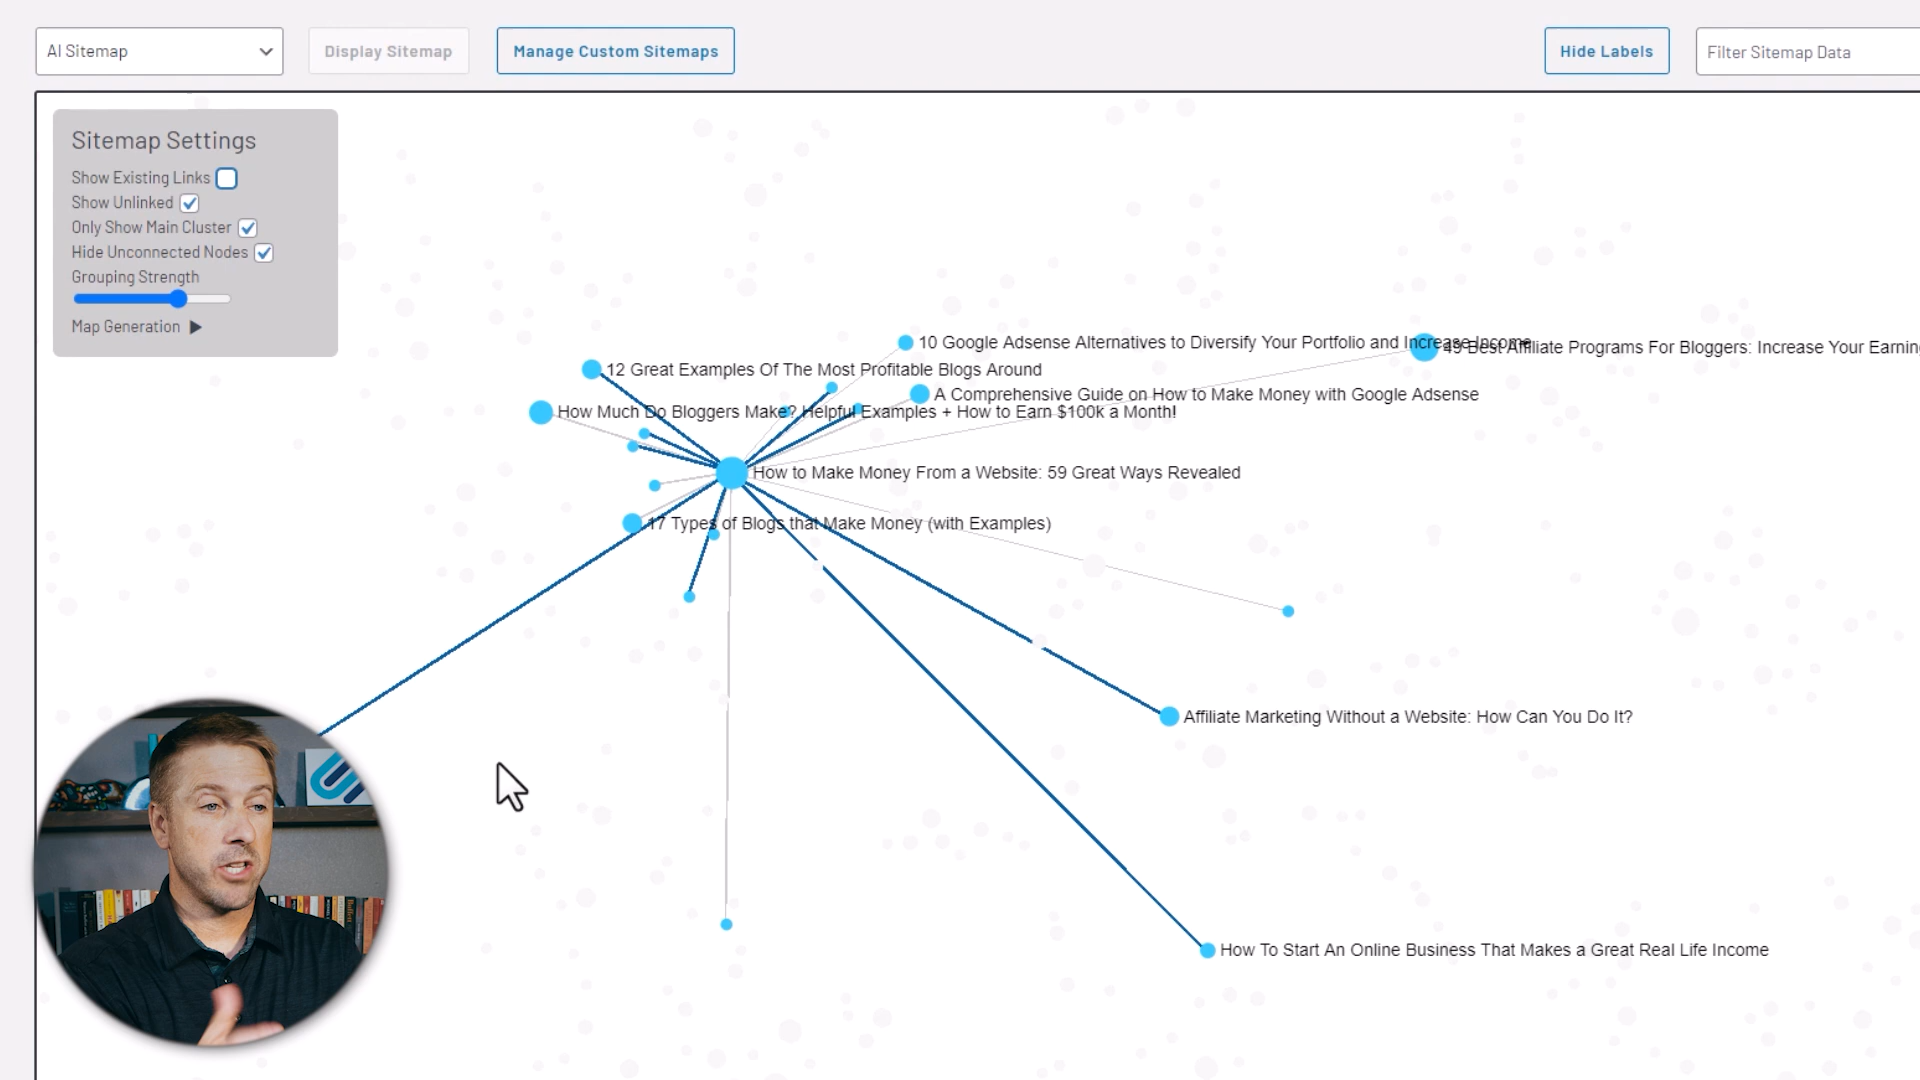 AI Sitemap
Display Sitemap
Manage Custom Sitemaps
Hide Labels
Filter Sitemap Data
Sitemap Settings
Show Existing Links
Show Unlinked
Only Show Main Cluster
Hide Unconnected Nodes
Grouping Strength
Map Generation
10 Google Adsense Alternatives to Diversify Your Portfolio and Increase Income
45 Best Affiliate Programs For Bloggers: Increase Your Earning
12 Great Examples Of The Most Profitable Blogs Around
A Comprehensive Guide on How to Make Money with Google Adsense
How Much Do Bloggers Make? Helpful Examples + How to Earn $100k a Month!
How to Make Money From a Website: 59 Great Ways Revealed
17 Types of Blogs that Make Money (with Examples)
Affiliate Marketing Without a Website: How Can You Do It?
How To Start An Online Business That Makes a Great Real Life Income